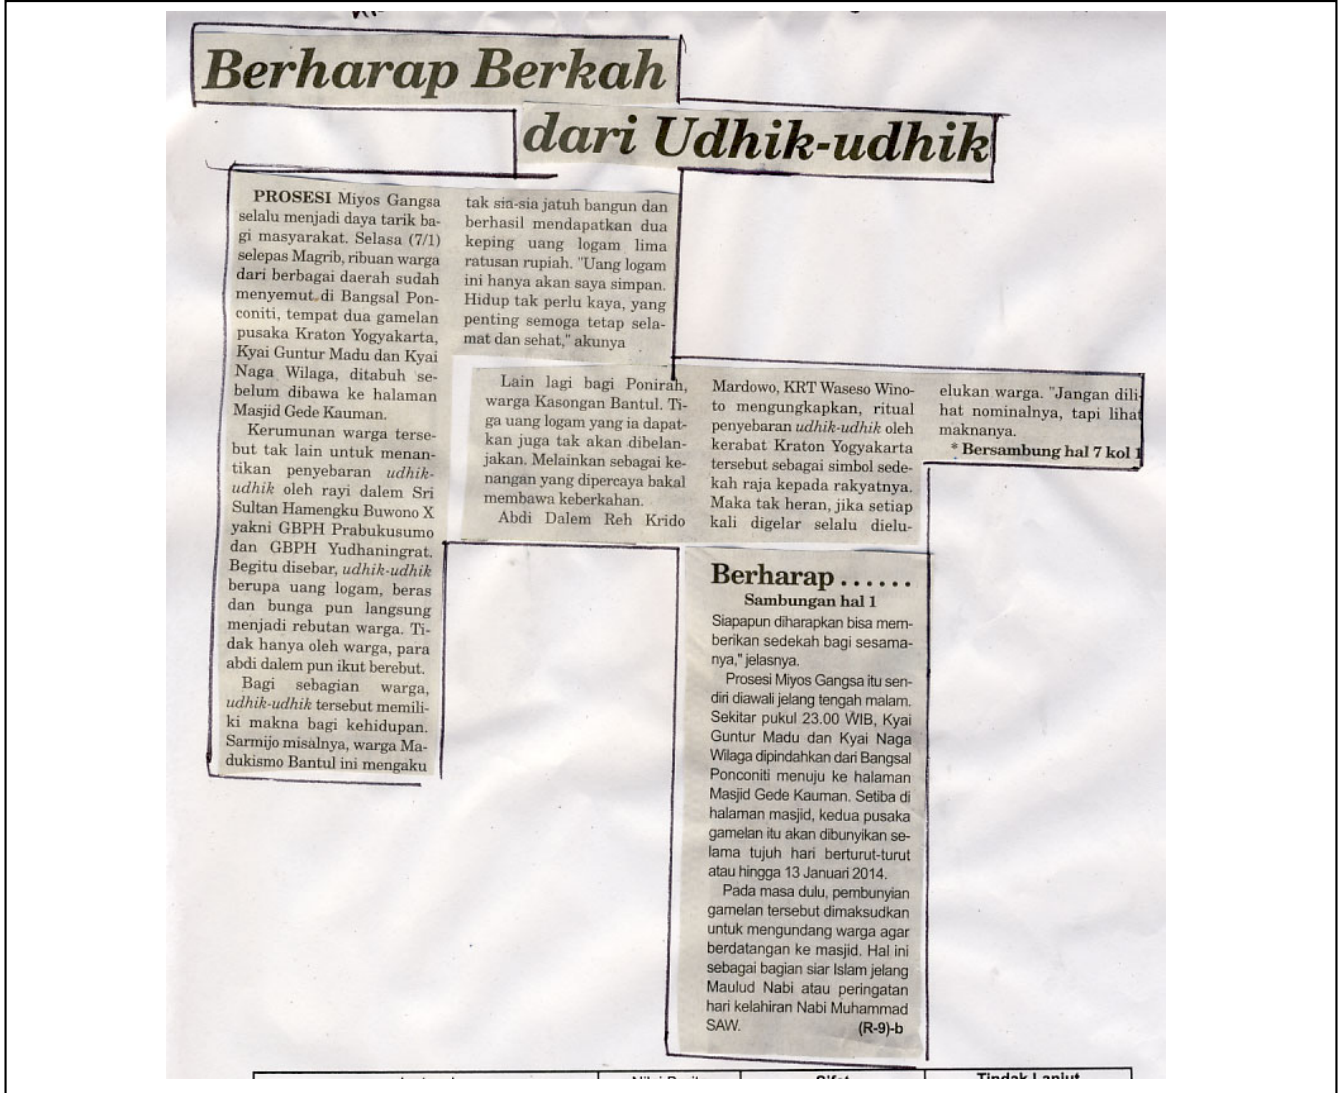 Berharap Berkah
dari Udhik-udhik
PROSESI Miyos Gangsa
selalu menjadi daya tarik ba-
gi masyarakat. Selasa (7/1)
selepas Magrib, ribuan warga
dari berbagai daerah sudah
menyemut di Bangsal Pon-
coniti, tempat dua gamelan
pusaka Kraton Yogyakarta,
Kyai Guntur Madu dan Kyai
Naga Wilaga, ditabuh se-
belum dibawa ke halaman
Masjid Gede Kauman.
Kerumunan warga terse-
but tak lain untuk menan-
tikan penyebaran udhik-
udhik oleh rayi dalem Sri
Sultan Hamengku Buwono X
yakni GBPH Prabukusumo
dan GBPH Yudhaningrat.
Begitu disebar, udhik-udhik
berupa uang logam, beras
dan bunga pun langsung
menjadi rebutan warga. Ti-
dak hanya oleh warga, para
abdi dalem pun ikut berebut.
Bagi sebagian warga,
udhik-udhik tersebut memili-
ki makna bagi kehidupan.
Sarmijo misalnya, warga Ma-
dukismo Bantul ini mengaku
tak sia-sia jatuh bangun dan
berhasil mendapatkan dua
keping uang logam lima
ratusan rupiah. "Uang logam
ini hanya akan saya simpan.
Hidup tak perlu kaya, yang
penting semoga tetap sela-
mat dan sehat," akunya
Lain lagi bagi Ponirah,
warga Kasongan Bantul. Ti-
ga uang logam yang ia dapat-
kan juga tak akan dibelan-
jakan. Melainkan sebagai ke-
nangan yang dipercaya bakal
membawa keberkahan.
Abdi Dalem Reh Krido
Mardowo, KRT Waseso Wino-
to mengungkapkan, ritual
penyebaran udhik-udhik oleh
kerabat Kraton Yogyakarta
tersebut sebagai simbol sede-
kah raja kepada rakyatnya.
Maka tak heran, jika setiap
kali digelar selalu dielu-
elukan warga. "Jangan dili-
hat nominalnya, tapi lihat
maknanya.
* Bersambung hal 7 kol 1
Berharap . . . . . .
Sambungan hal 1
Siapapun diharapkan bisa mem-
berikan sedekah bagi sesama-
nya," jelasnya.
Prosesi Miyos Gangsa itu sen-
diri diawali jelang tengah malam.
Sekitar pukul 23.00 WIB, Kyai
Guntur Madu dan Kyai Naga
Wilaga dipindahkan dari Bangsal
Ponconiti menuju ke halaman
Masjid Gede Kauman. Setiba di
halaman masjid, kedua pusaka
gamelan itu akan dibunyikan se-
lama tujuh hari berturut-turut
atau hingga 13 Januari 2014.
Pada masa dulu, pembunyian
gamelan tersebut dimaksudkan
untuk mengundang warga agar
berdatangan ke masjid. Hal ini
sebagai bagian siar Islam jelang
Maulud Nabi atau peringatan
hari kelahiran Nabi Muhammad
SAW. (R-9)-b
Tindak Lanjut